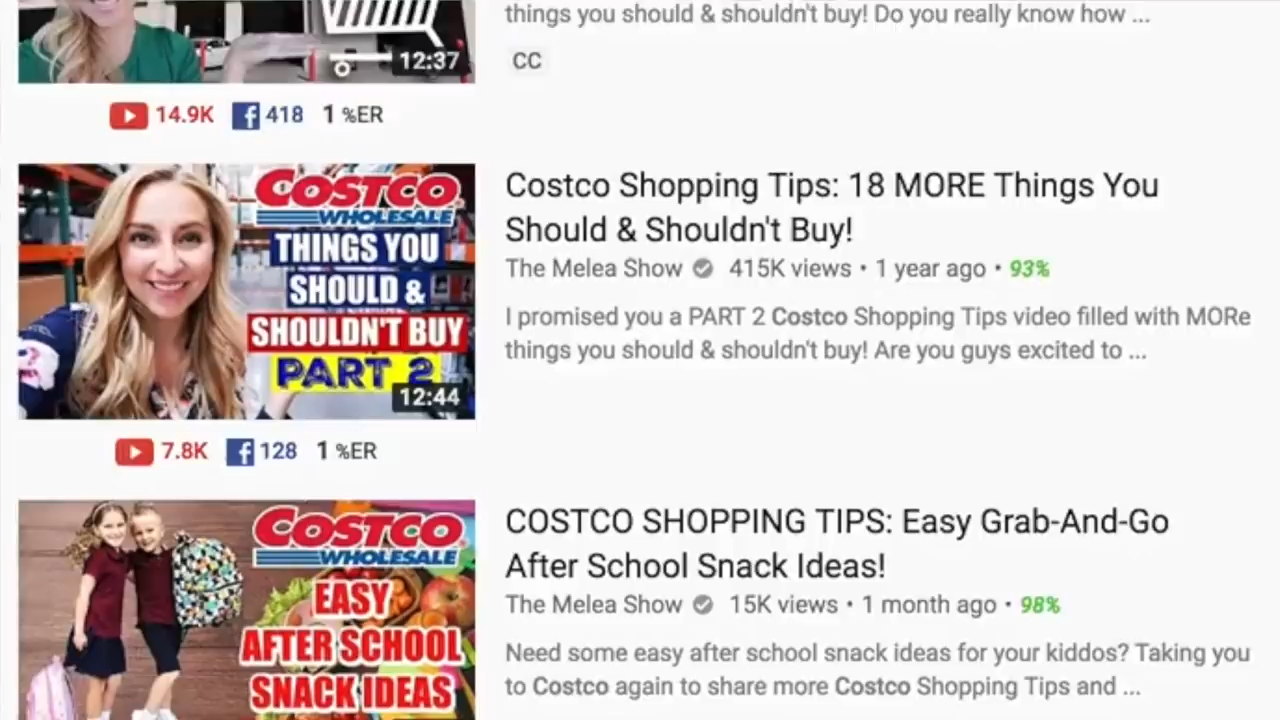 things you should & shouldn't buy! Do you really know how ...
12:37
CC
14.9K f 418 1 %ER
COSTCO
WHOLESALE
THINGS YOU
SHOULD &
SHOULDN'T BUY
PART 2
12:44
Costco Shopping Tips: 18 MORE Things You
Should & Shouldn't Buy!
The Melea Show 415K views • 1 year ago • 93%
I promised you a PART 2 Costco Shopping Tips video filled with MORe
things you should & shouldn't buy! Are you guys excited to ...
7.8K f 128 1 %ER
COSTCO
WHOLESALE
EASY
AFTER SCHOOL
SNACK IDEAS
COSTCO SHOPPING TIPS: Easy Grab-And-Go
After School Snack Ideas!
The Melea Show 15K views • 1 month ago • 98%
Need some easy after school snack ideas for your kiddos? Taking you
to Costco again to share more Costco Shopping Tips and ...